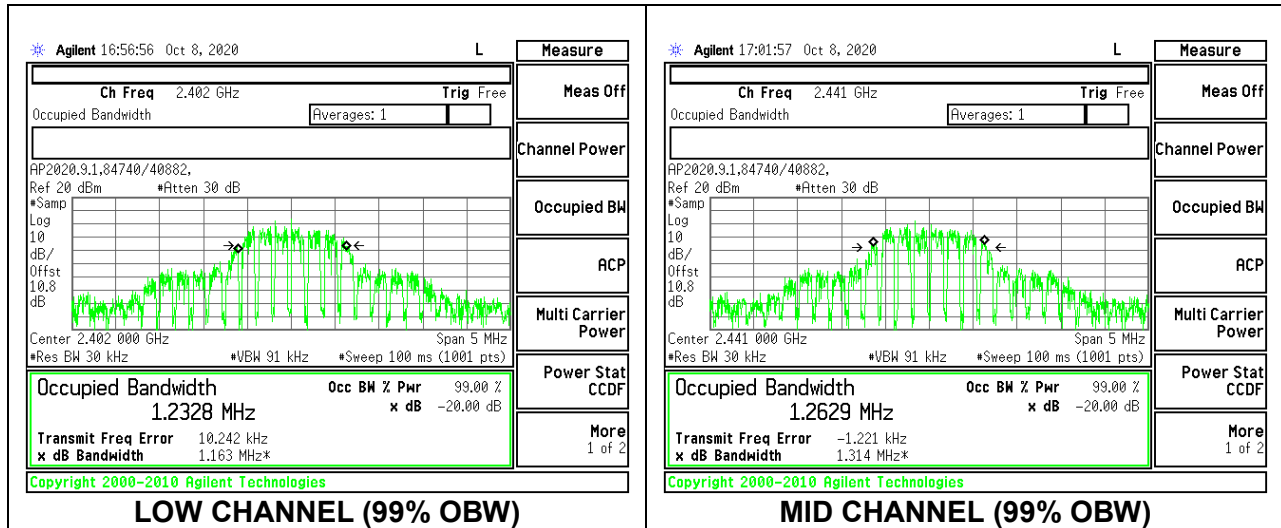 Agilent 16:56:56 Oct 8, 2020 L
Measure
Ch Freq 2.402 GHz Trig Free
Meas Off
Occupied Bandwidth Averages: 1
Channel Power
AP2020.9.1,84740/40882,
Ref 20 dBm #Atten 30 dB
#Samp
Log
10
dB/
Offst
10.8
dB
Occupied BW
ACP
Multi Carrier
Power
Center 2.402 000 GHz Span 5 MHz
#Res BW 30 kHz #VBW 91 kHz #Sweep 100 ms (1001 pts)
Power Stat
CCDF
Occupied Bandwidth Occ BW % Pwr 99.00 %
1.2328 MHz x dB -20.00 dB
Transmit Freq Error 10.242 kHz
x dB Bandwidth 1.163 MHz*
More
1 of 2
Copyright 2000-2010 Agilent Technologies
LOW CHANNEL (99% OBW)
Agilent 17:01:57 Oct 8, 2020 L
Measure
Ch Freq 2.441 GHz Trig Free
Meas Off
Occupied Bandwidth Averages: 1
Channel Power
AP2020.9.1,84740/40882,
Ref 20 dBm #Atten 30 dB
#Samp
Log
10
dB/
Offst
10.8
dB
Occupied BW
ACP
Multi Carrier
Power
Center 2.441 000 GHz Span 5 MHz
#Res BW 30 kHz #VBW 91 kHz #Sweep 100 ms (1001 pts)
Power Stat
CCDF
Occupied Bandwidth Occ BW % Pwr 99.00 %
1.2629 MHz x dB -20.00 dB
Transmit Freq Error -1.221 kHz
x dB Bandwidth 1.314 MHz*
More
1 of 2
Copyright 2000-2010 Agilent Technologies
MID CHANNEL (99% OBW)